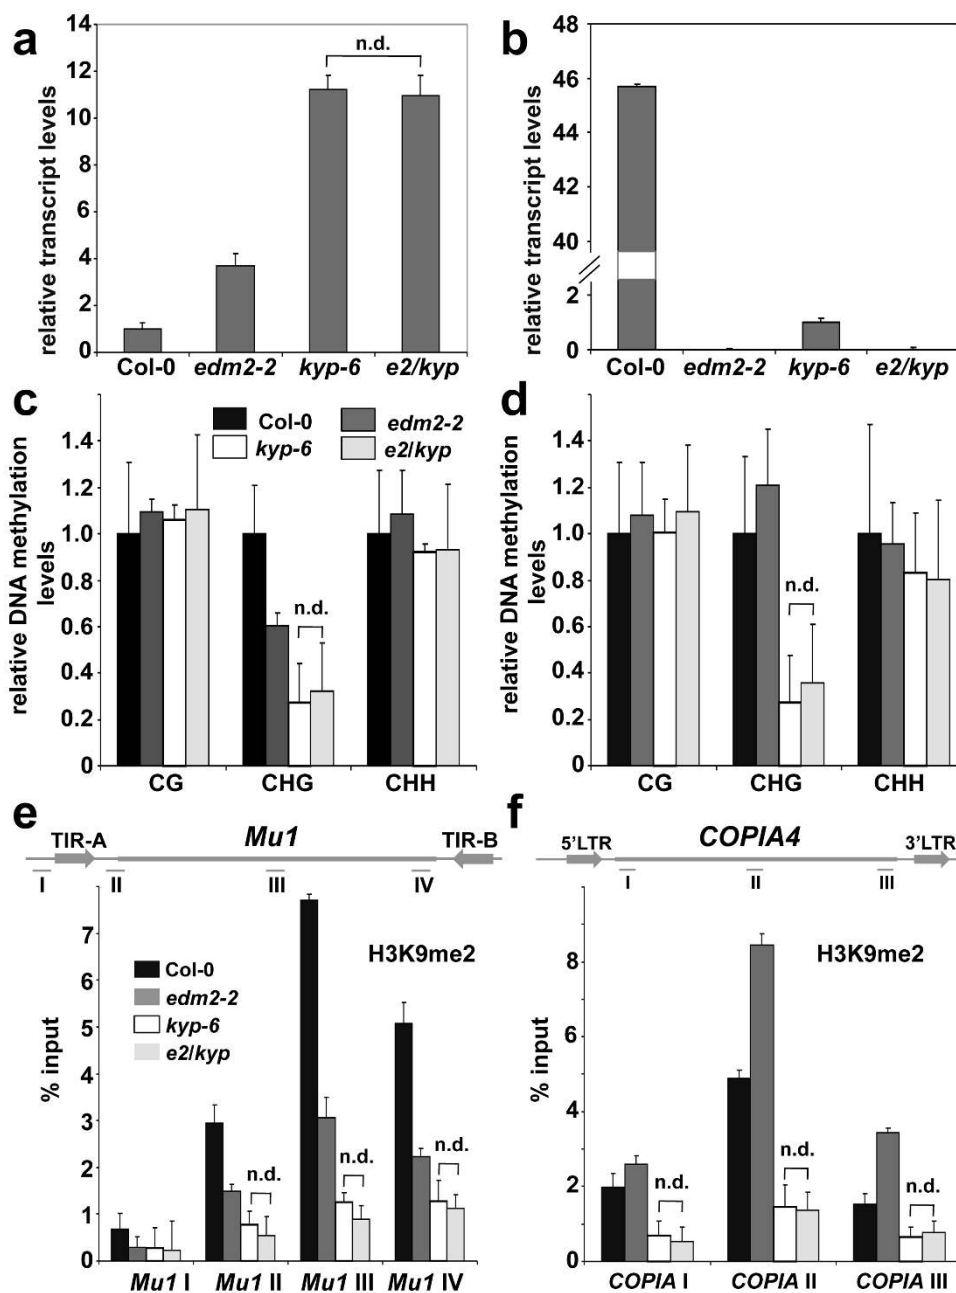 a
relative transcript levels
14
12
10
8
6
4
2
0
n.d.
Col-0 edm2-2 kyp-6 e2/kyp
b
relative transcript levels
48
46
44
42
40
2
0
Col-0 edm2-2 kyp-6 e2/kyp
c
relative DNA methylation
levels
1.4
1.2
1.0
0.8
0.6
0.4
0.2
0
Col-0 edm2-2
kyp-6 e2/kyp
n.d.
CG CHG CHH
d
relative DNA methylation
levels
1.4
1.2
1.0
0.8
0.6
0.4
0.2
0
n.d.
CG CHG CHH
e
TIR-A Mu1 TIR-B
I II III IV
% input
7
6
5
4
3
2
1
0
H3K9me2
Col-0
edm2-2
kyp-6
e2/kyp
n.d.
n.d.
n.d.
Mu1 I Mu1 II Mu1 III Mu1 IV
f
5'LTR COPIA4 3'LTR
I II III
% input
8
6
4
2
0
H3K9me2
n.d.
n.d.
n.d.
COPIA I COPIA II COPIA III